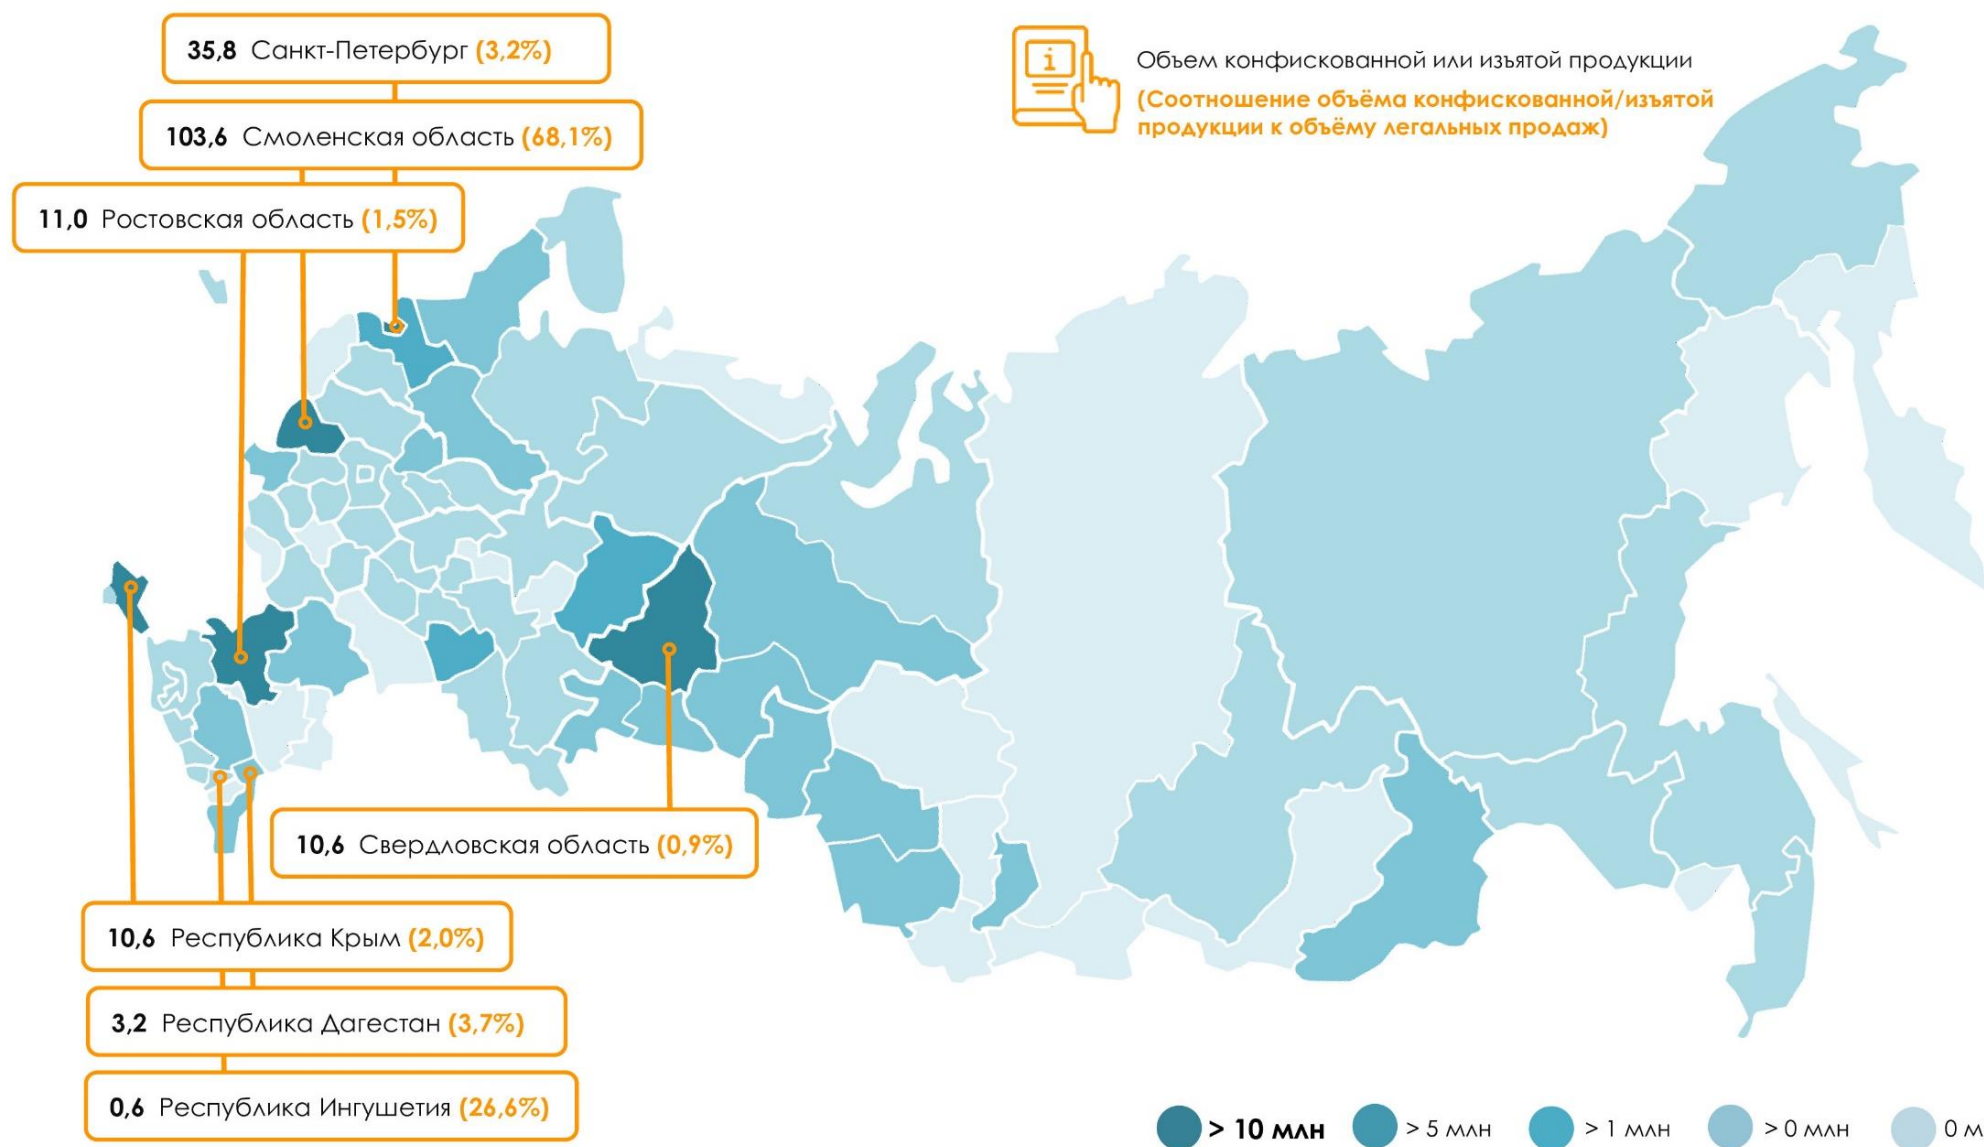 35,8 Санкт-Петербург (3,2%)
103,6 Смоленская область (68,1%)
11,0 Ростовская область (1,5%)
i
Объем конфискованной или изъятой продукции
(Соотношение объёма конфискованной/изъятой
продукции к объёму легальных продаж)
10,6 Свердловская область (0,9%)
10,6 Республика Крым (2,0%)
3,2 Республика Дагестан (3,7%)
0,6 Республика Ингушетия (26,6%)
> 10 млн > 5 млн > 1 млн > 0 млн 0